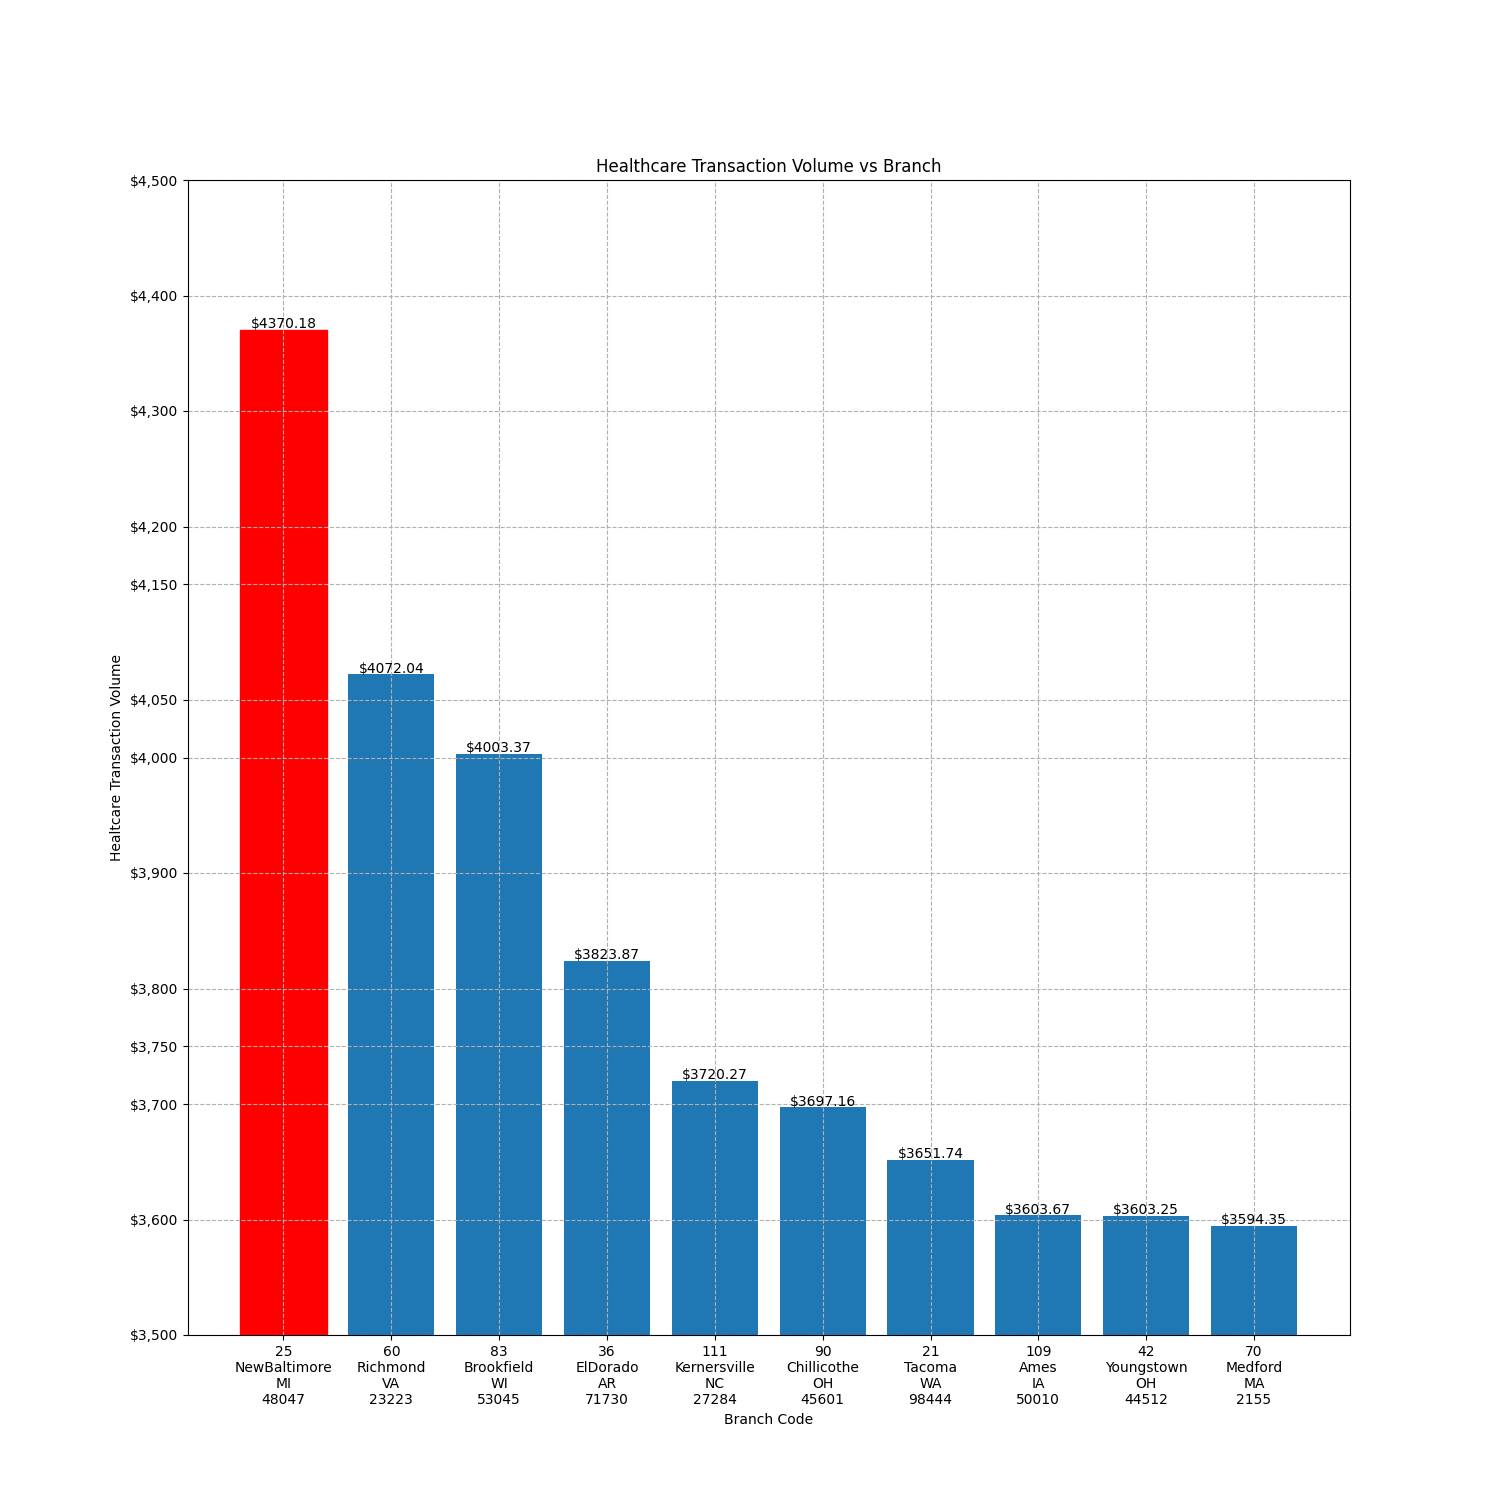 Healthcare Transaction Volume vs Branch
$4,500
$4,400
$4,300
$4,200
$4,150
$4,050
$4,000
$3,900
$3,800
$3,750
$3,700
$3,600
$3,500
Healtcare Transaction Volume
$4370.18
$4072.04
$4003.37
$3823.87
$3720.27
$3697.16
$3651.74
$3603.67
$3603.25
$3594.35
25
NewBaltimore
MI
48047
60
Richmond
VA
23223
83
Brookfield
WI
53045
36
ElDorado
AR
71730
111
Kernersville
NC
27284
90
Chillicothe
OH
45601
21
Tacoma
WA
98444
109
Ames
IA
50010
42
Youngstown
OH
44512
70
Medford
MA
2155
Branch Code